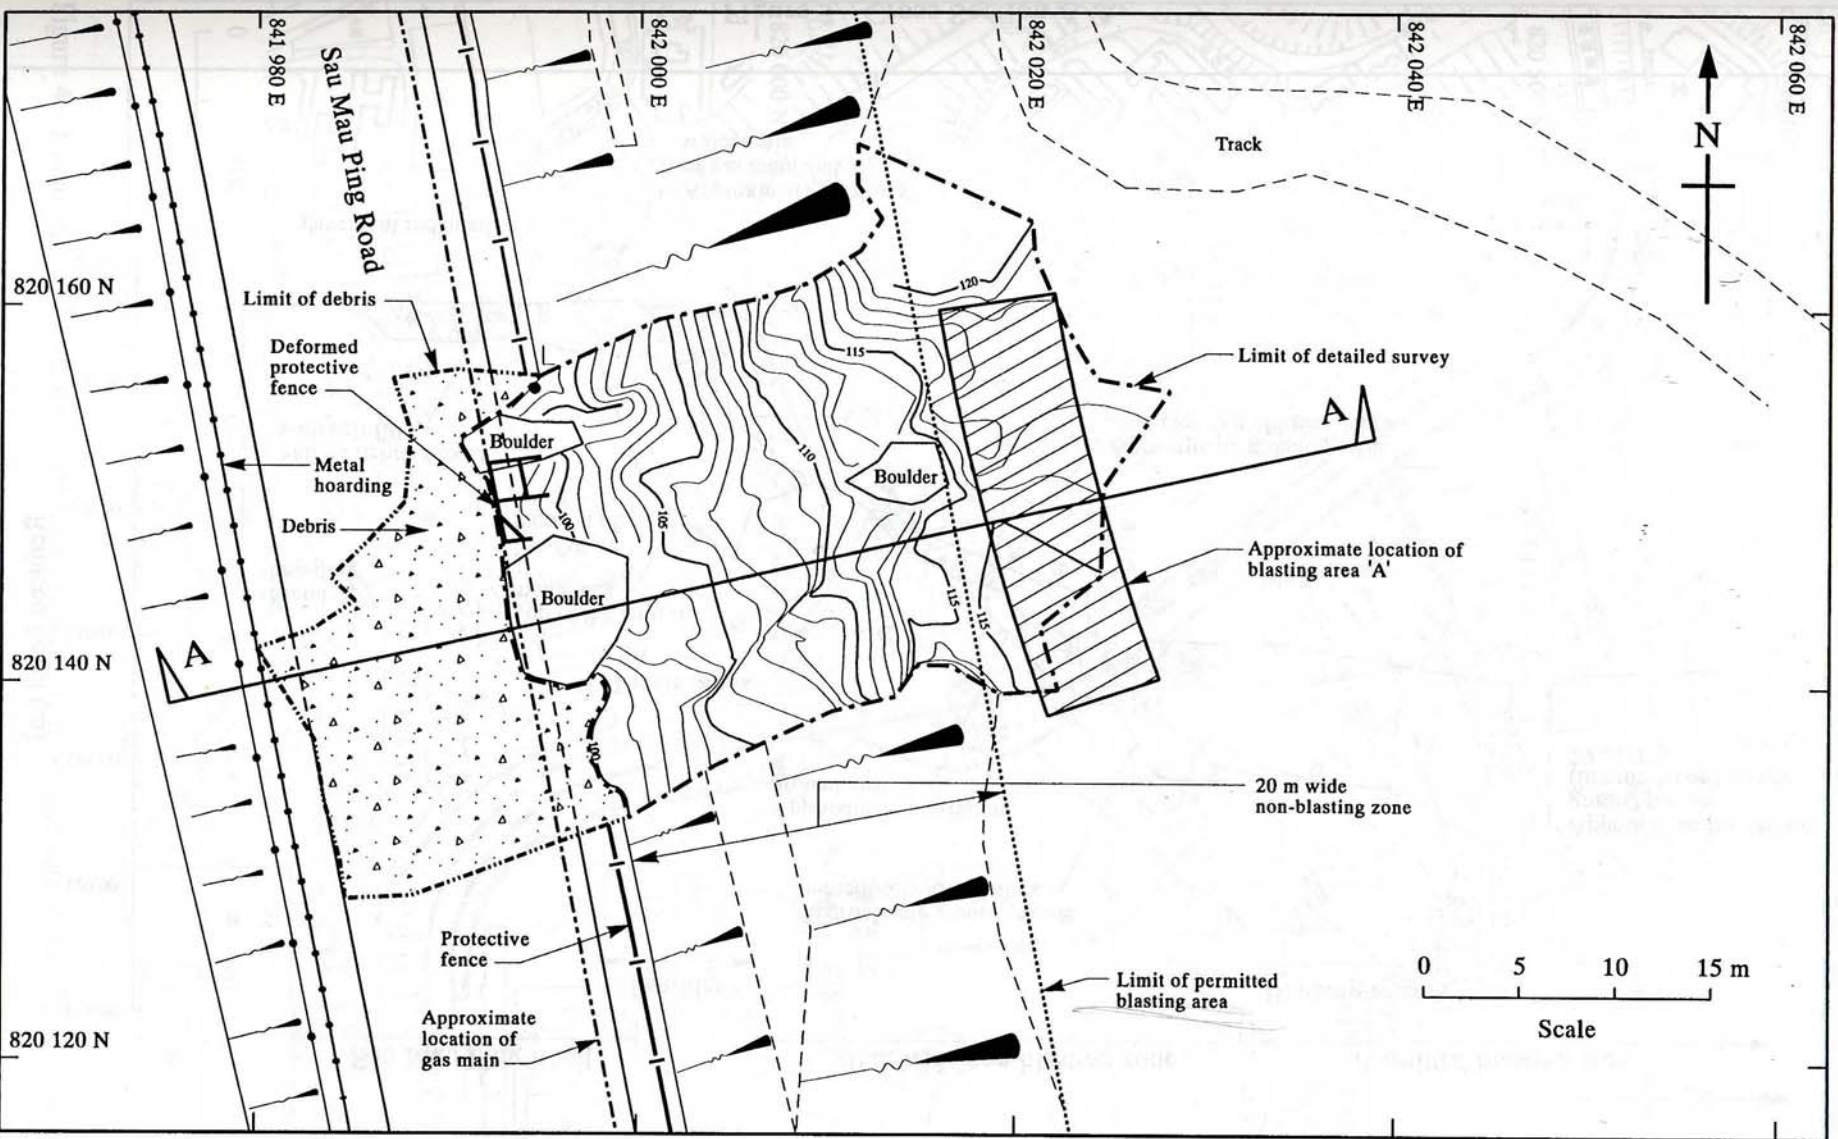 841 980 E
842 000 E
842 020 E
842 040 E
842 060 E
Sau Mau Ping Road
N
Track
820 160 N
Limit of debris
120
Deformed
protective
fence
115
Limit of detailed survey
A
Boulder
110
Boulder
Metal
hoarding
100
105
Debris
Approximate location of
blasting area 'A'
Boulder
115
115
820 140 N
A
100
20 m wide
non-blasting zone
Protective
fence
0 5 10 15 m
Limit of permitted
blasting area
Scale
Approximate
location of
gas main
820 120 N